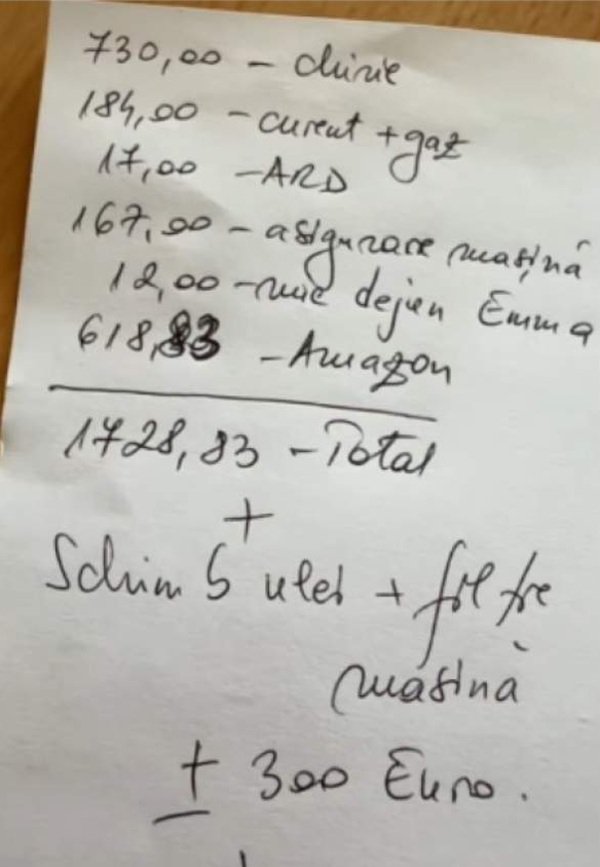 730,00 - chirie
184,00 - curent + gaz
17,00 - ARD
167,00 - asigurare mașină
12,00 - mic dejun Emma
618,83 - Amazon
1728,83 - Total
+
Schimb ulei + filtre
mașină
± 300 Euro.